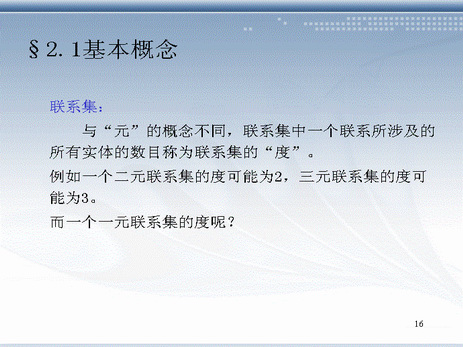 §2.1基本概念
联系集：
与“元”的概念不同，联系集中一个联系所涉及的
所有实体的数目称为联系集的“度”。
例如一个二元联系集的度可能为2，三元联系集的度可
能为3。
而一个一元联系集的度呢？
16